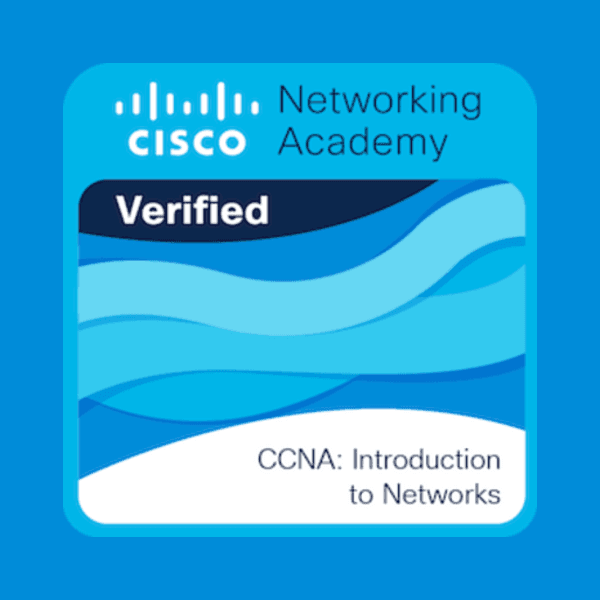 CISCO
Networking
Academy
Verified
CCNA: Introduction
to Networks